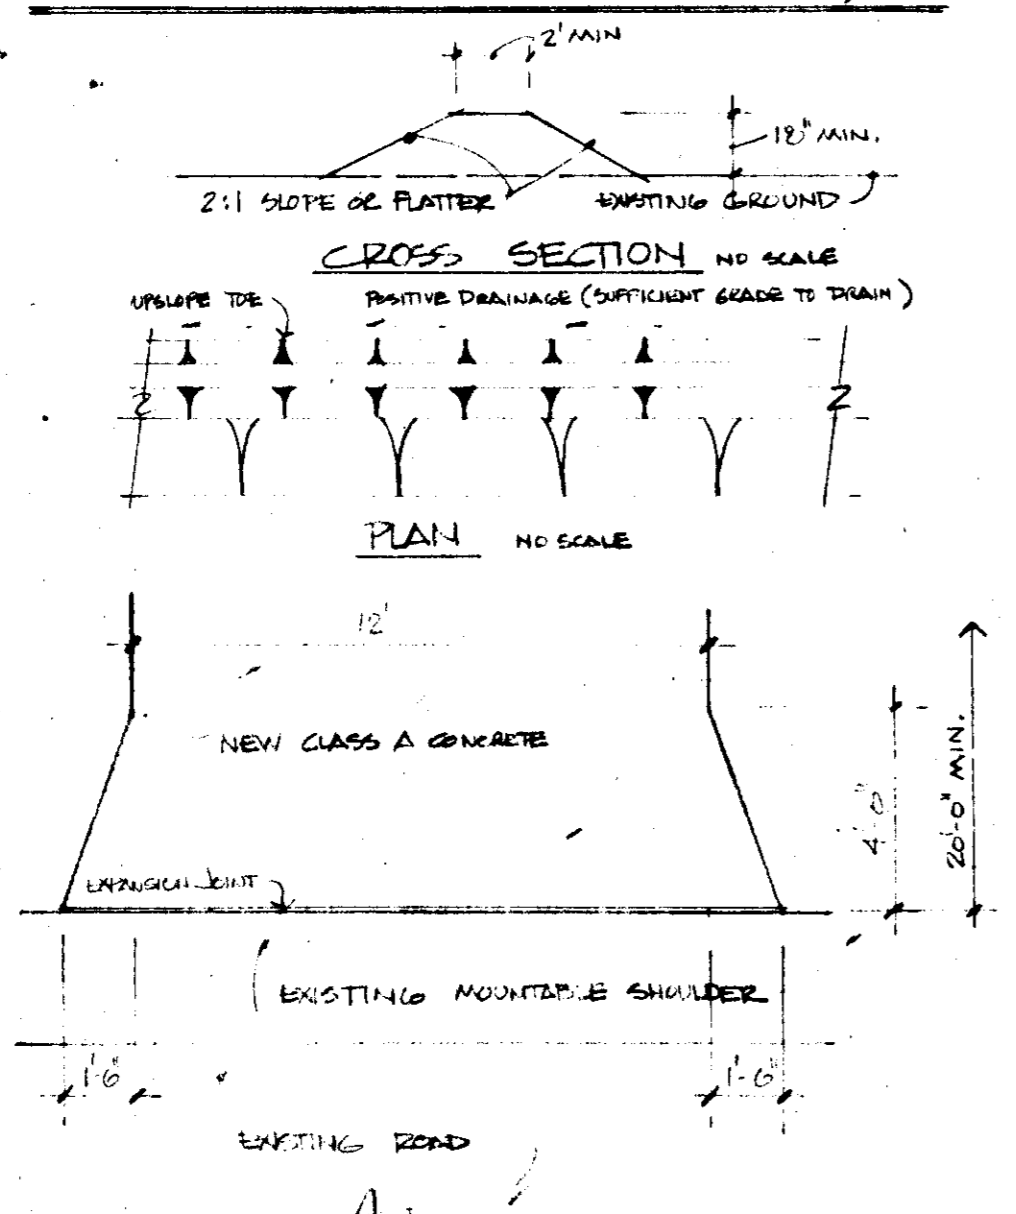 2' MIN
18" MIN.
2:1 SLOPE OR FLATTER
EXISTING GROUND
CROSS SECTION NO SCALE
UPSLOPE TOE
POSITIVE DRAINAGE (SUFFICIENT GRADE TO DRAIN)
2
2
PLAN NO SCALE
12'
NEW CLASS A CONCRETE
4'-0"
20'-0" MIN.
EXPANSION JOINT
EXISTING MOUNTABLE SHOULDER
1'-6"
1'-6"
EXISTING ROAD